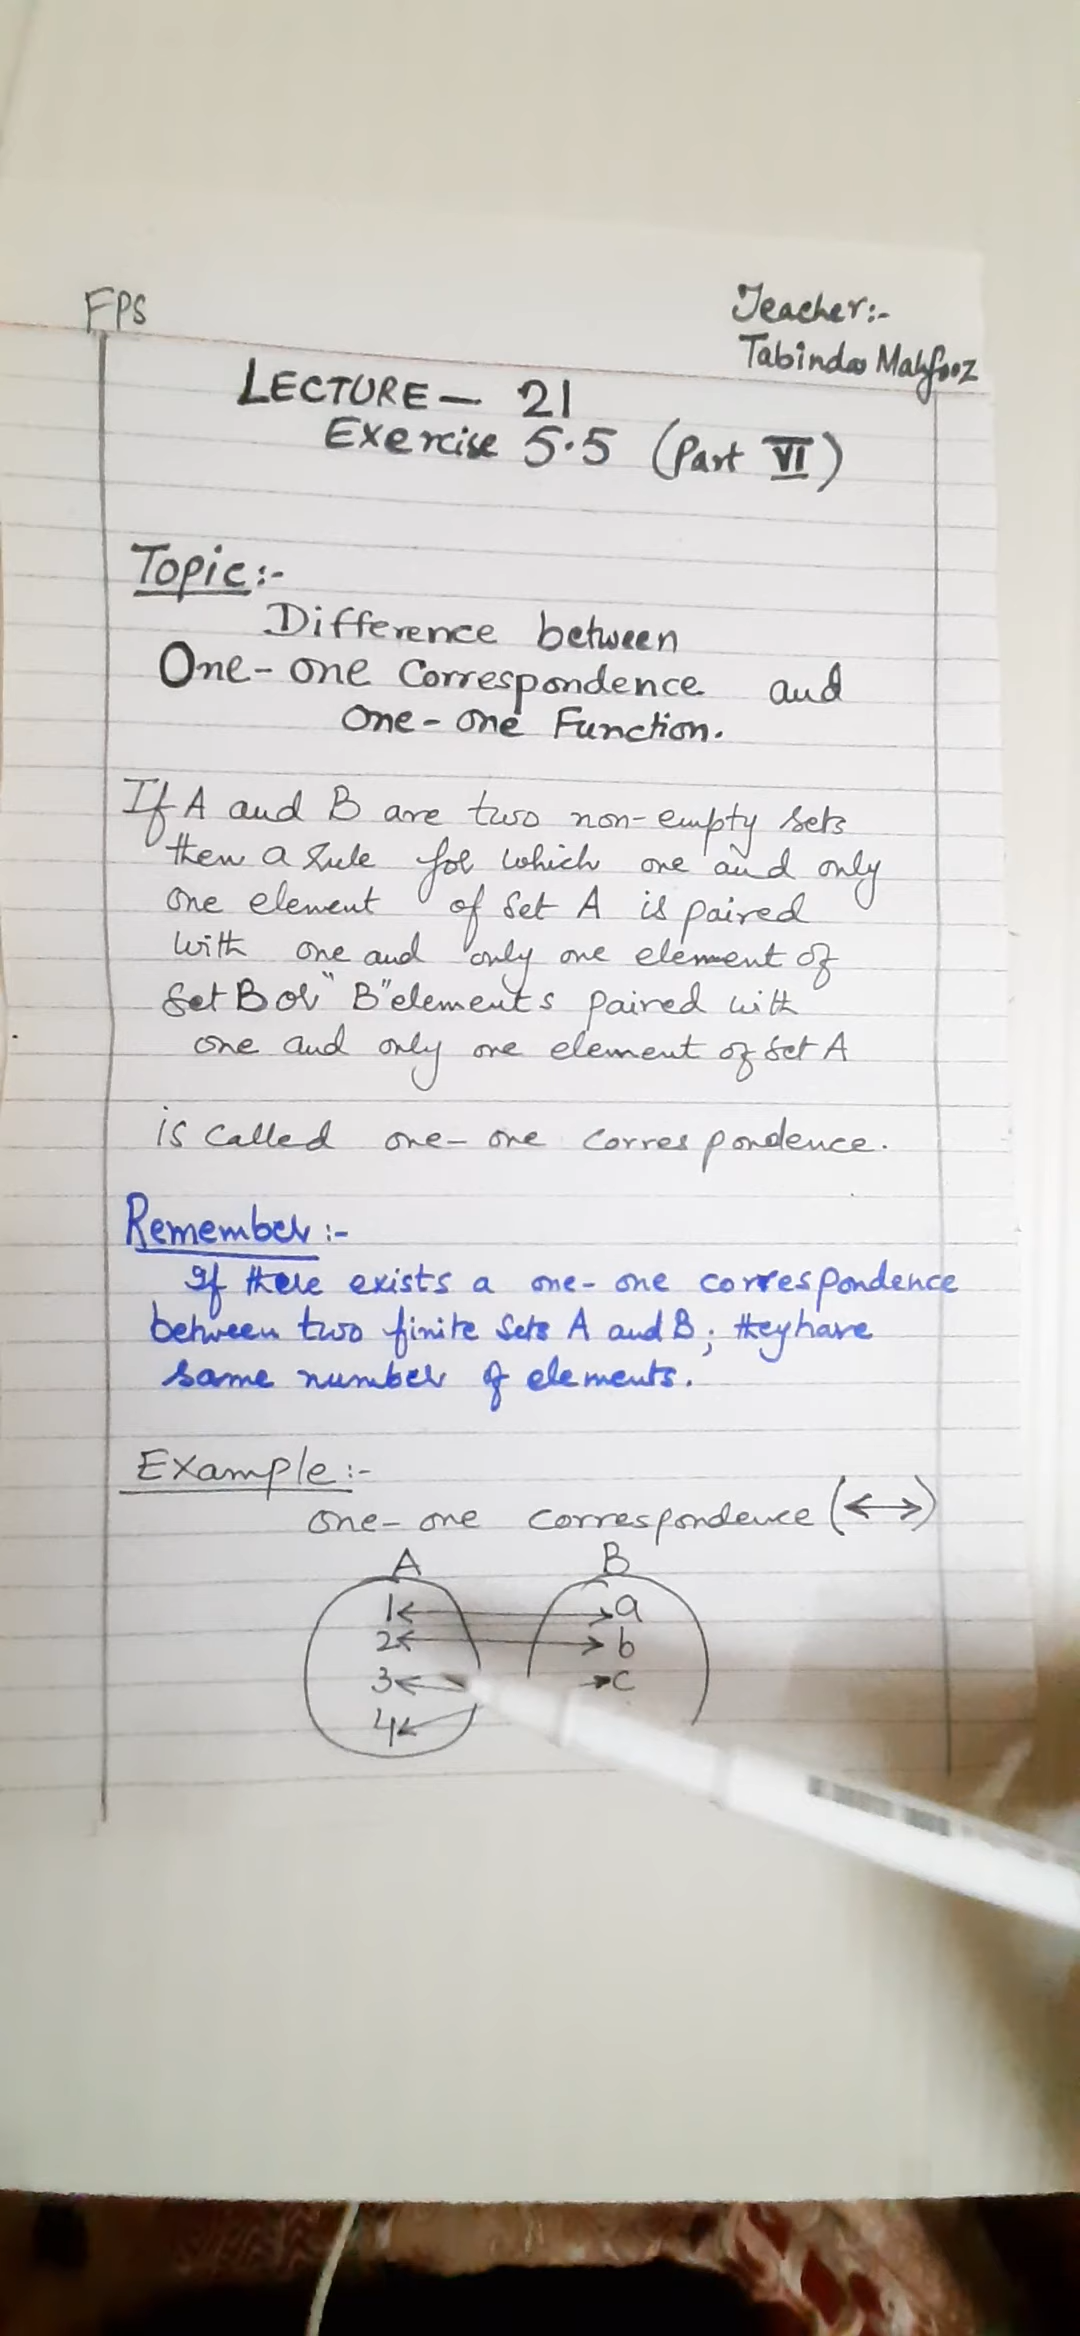 FPS
Teacher:-
Tabinda Mahfooz
LECTURE — 21
Exercise 5.5 (Part VI)
Topic:-
Difference between
One-one Correspondence and
One-one Function.
If A and B are two non-empty sets
then a rule for which one and only
one element of set A is paired
with one and only one element of
Set B or "B" elements paired with
one and only one element of set A
is called one-one correspondence.
Remember:-
If there exists a one-one correspondence
between two finite sets A and B; they have
same number of elements.
Example:-
one-one correspondence (↔)
A B
1 a
2 b
3 c
4